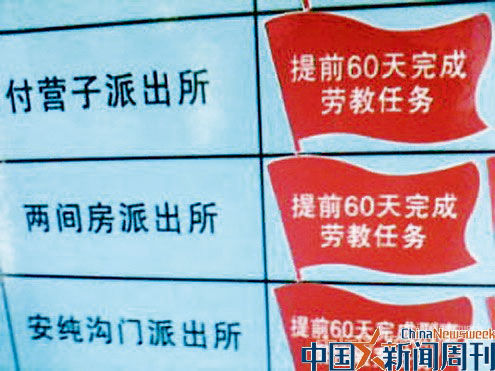 付营子派出所
提前60天完成
劳教任务
两间房派出所
提前60天完成
劳教任务
安纯沟门派出所
提前60天完成
ChinaNewsweek
中国新闻周刊